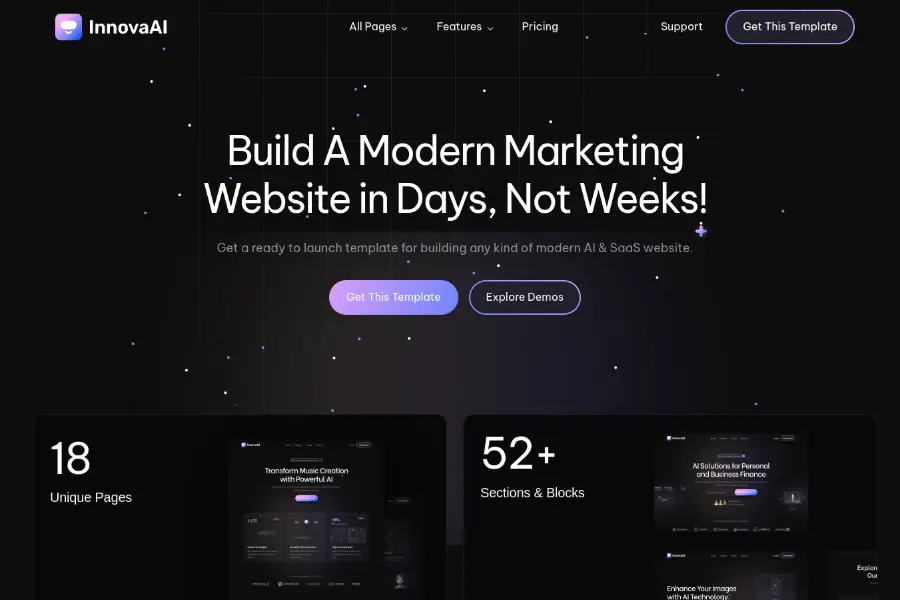 InnovaAI
All Pages
Features
Pricing
Support
Get This Template
Build A Modern Marketing
Website in Days, Not Weeks!
Get a ready to launch template for building any kind of modern AI & SaaS website.
Get This Template
Explore Demos
18
Unique Pages
Transform Music Creation
with Powerful AI
52+
Sections & Blocks
AI Solutions for Personal
and Business Finance
Enhance Your Images
with AI Technology.